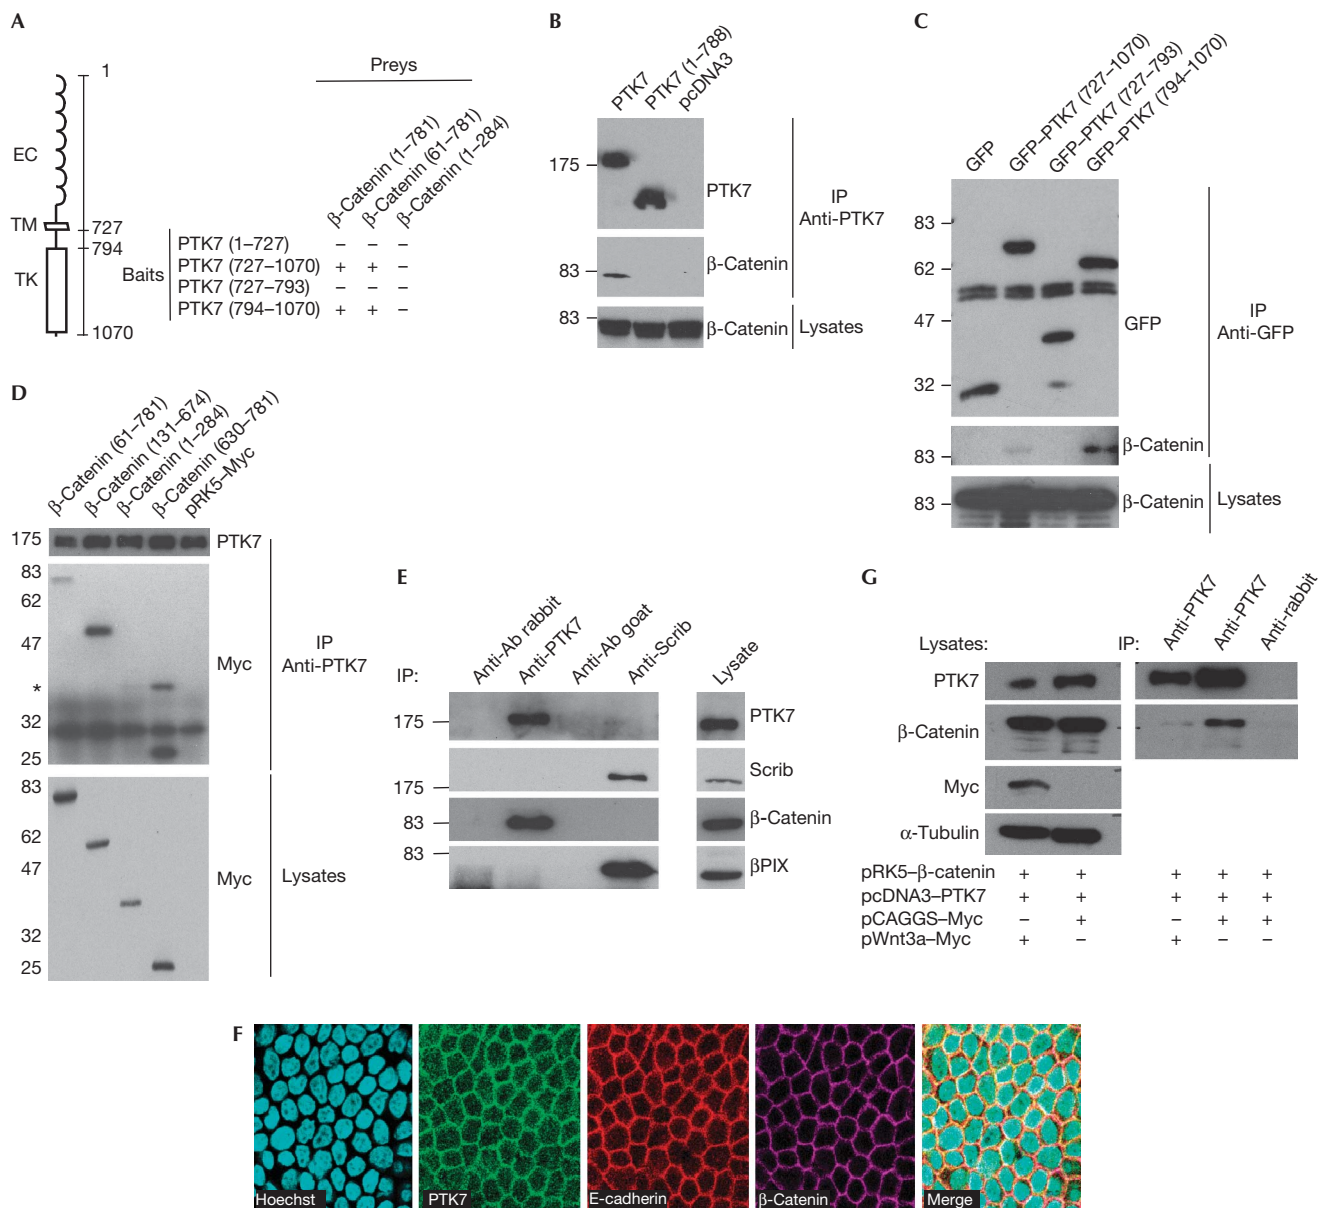 A
1
EC
TM
727
794
TK
1070
Preys
β-Catenin (1–781)
β-Catenin (61–781)
β-Catenin (1–284)
Baits
PTK7 (1–727) – – –
PTK7 (727–1070) + + –
PTK7 (727–793) – – –
PTK7 (794–1070) + + –
B
PTK7
PTK7 (1–788)
pcDNA3
175
PTK7
83
β-Catenin
IP
Anti-PTK7
83
β-Catenin
Lysates
C
GFP
GFP–PTK7 (727–1070)
GFP–PTK7 (727–793)
GFP–PTK7 (794–1070)
83
62
47
32
GFP
IP
Anti-GFP
83
β-Catenin
83
β-Catenin
Lysates
D
β-Catenin (61–781)
β-Catenin (131–674)
β-Catenin (1–284)
β-Catenin (630–781)
pRK5–Myc
175
PTK7
83
62
47
*
32
25
Myc
IP
Anti-PTK7
83
62
47
32
25
Myc
Lysates
E
IP:
Anti-Ab rabbit
Anti-PTK7
Anti-Ab goat
Anti-Scrib
Lysate
175
PTK7
175
Scrib
83
β-Catenin
83
βPIX
G
Lysates:
IP:
Anti-PTK7
Anti-PTK7
Anti-rabbit
PTK7
β-Catenin
Myc
α-Tubulin
pRK5–β-catenin + + + + +
pcDNA3–PTK7 + + + + +
pCAGGS–Myc – + – + +
pWnt3a–Myc + – + – –
F
Hoechst
PTK7
E-cadherin
β-Catenin
Merge